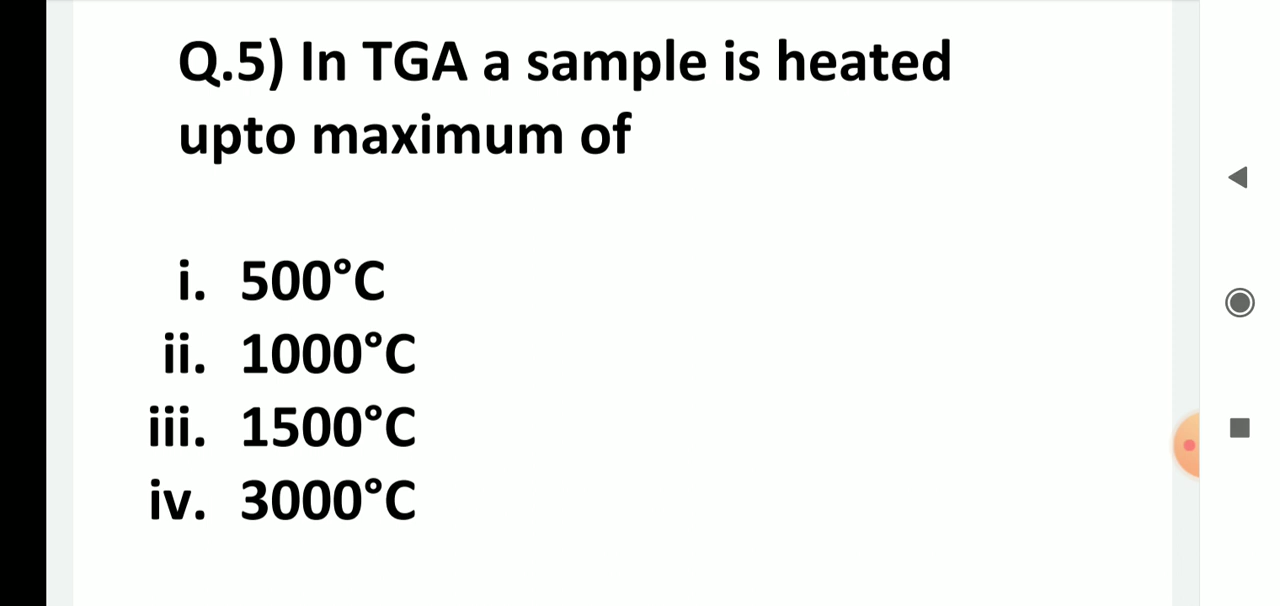 Q.5) In TGA a sample is heated
upto maximum of
i. 500°C
ii. 1000°C
iii. 1500°C
iv. 3000°C